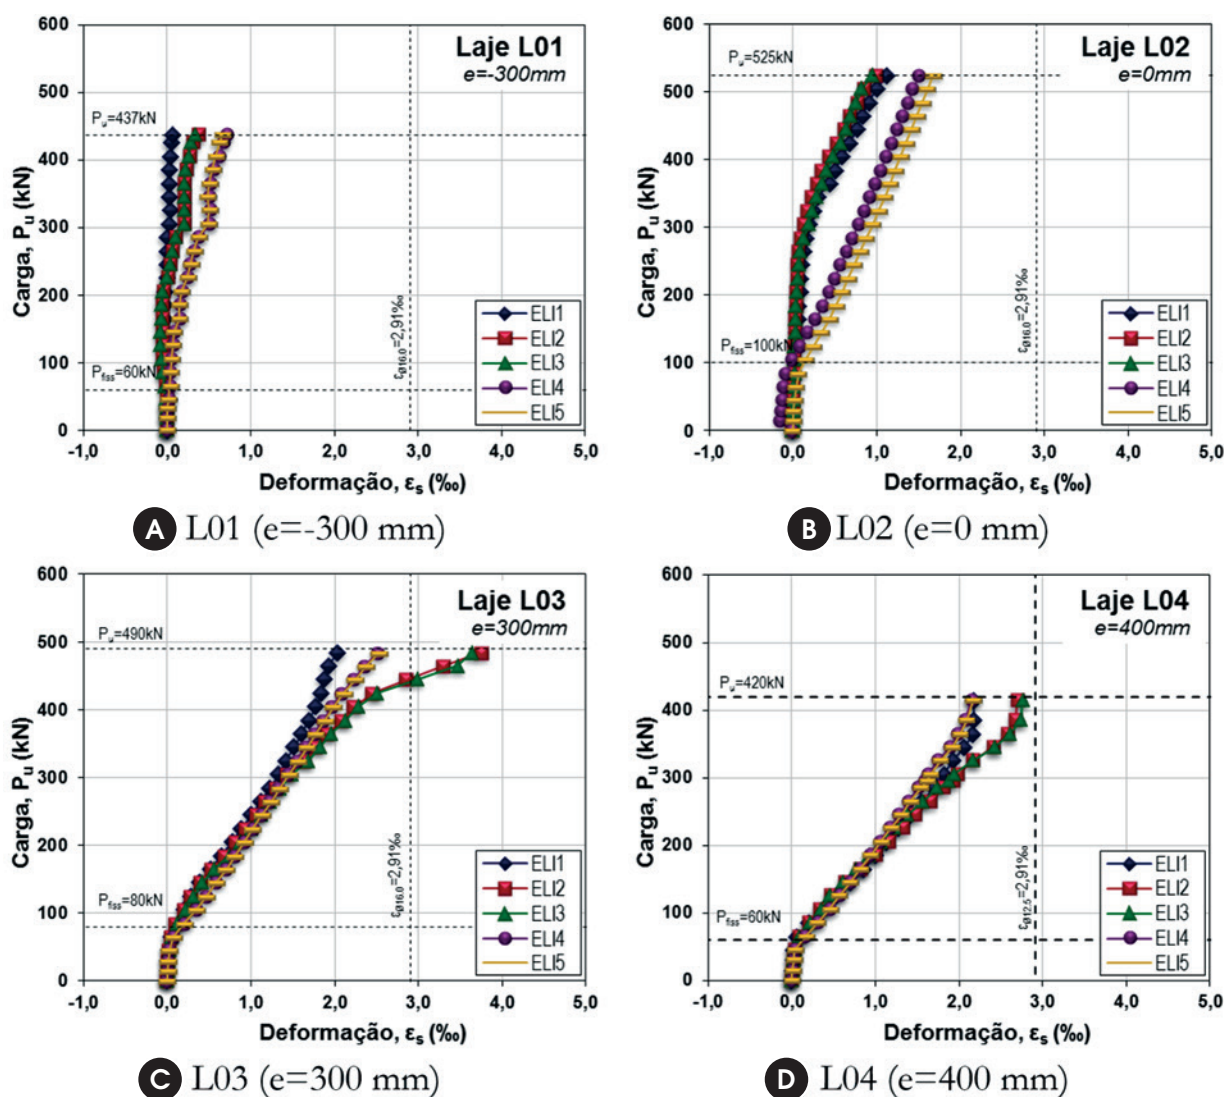 Laje L01
e=-300mm
Carga, Pu (kN)
600
500
400
300
200
100
0
Pu=437kN
Pfiss=60kN
εØ16.0=2,91‰
ELI1
ELI2
ELI3
ELI4
ELI5
-1,0 0,0 1,0 2,0 3,0 4,0 5,0
Deformação, εs (‰)
A L01 (e=-300 mm)
Laje L02
e=0mm
Carga, Pu (kN)
600
500
400
300
200
100
0
Pu=525kN
Pfiss=100kN
εØ16.0=2,91‰
ELI1
ELI2
ELI3
ELI4
ELI5
-1,0 0,0 1,0 2,0 3,0 4,0 5,0
Deformação, εs (‰)
B L02 (e=0 mm)
Laje L03
e=300mm
Carga, Pu (kN)
600
500
400
300
200
100
0
Pu=490kN
Pfiss=80kN
εØ16.0=2,91‰
ELI1
ELI2
ELI3
ELI4
ELI5
-1,0 0,0 1,0 2,0 3,0 4,0 5,0
Deformação, εs (‰)
C L03 (e=300 mm)
Laje L04
e=400mm
Carga, Pu (kN)
600
500
400
300
200
100
0
Pu=420kN
Pfiss=60kN
εØ12.5=2,91‰
ELI1
ELI2
ELI3
ELI4
ELI5
-1,0 0,0 1,0 2,0 3,0 4,0 5,0
Deformação, εs (‰)
D L04 (e=400 mm)